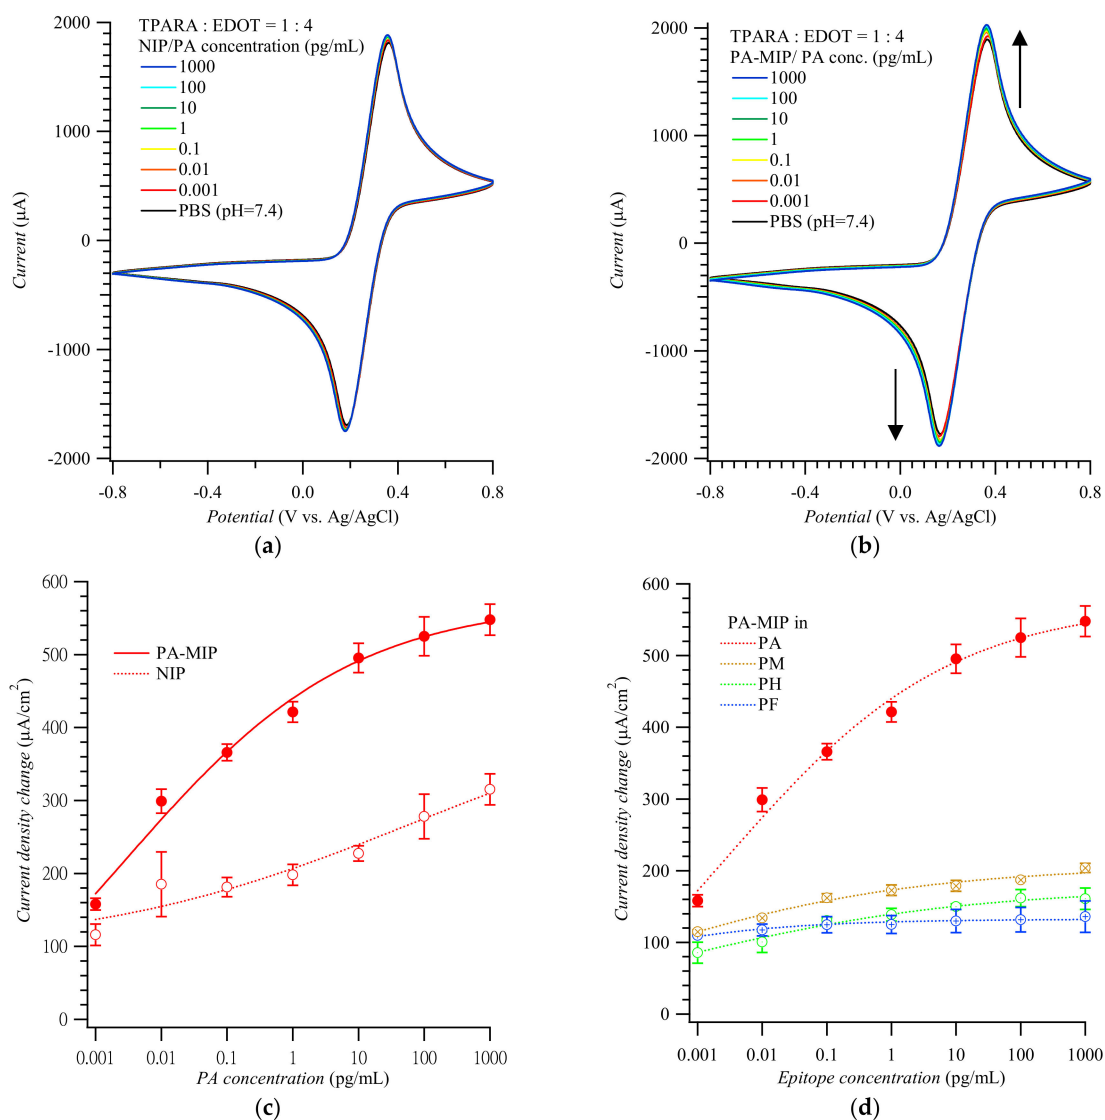 TPARA : EDOT = 1 : 4
NIP/PA concentration (pg/mL)
1000
100
10
1
0.1
0.01
0.001
PBS (pH=7.4)
2000
1000
0
-1000
-2000
Current (μA)
-0.8
-0.4
0.0
0.4
0.8
Potential (V vs. Ag/AgCl)
(a)
TPARA : EDOT = 1 : 4
PA-MIP/ PA conc. (pg/mL)
1000
100
10
1
0.1
0.01
0.001
PBS (pH=7.4)
2000
1000
0
-1000
-2000
Current (μA)
-0.8
-0.4
0.0
0.4
0.8
Potential (V vs. Ag/AgCl)
(b)
600
500
400
300
200
100
0
Current density change (μA/cm2)
PA-MIP
NIP
0.001
0.01
0.1
1
10
100
1000
PA concentration (pg/mL)
(c)
600
500
400
300
200
100
0
Current density change (μA/cm2)
PA-MIP in
PA
PM
PH
PF
0.001
0.01
0.1
1
10
100
1000
Epitope concentration (pg/mL)
(d)